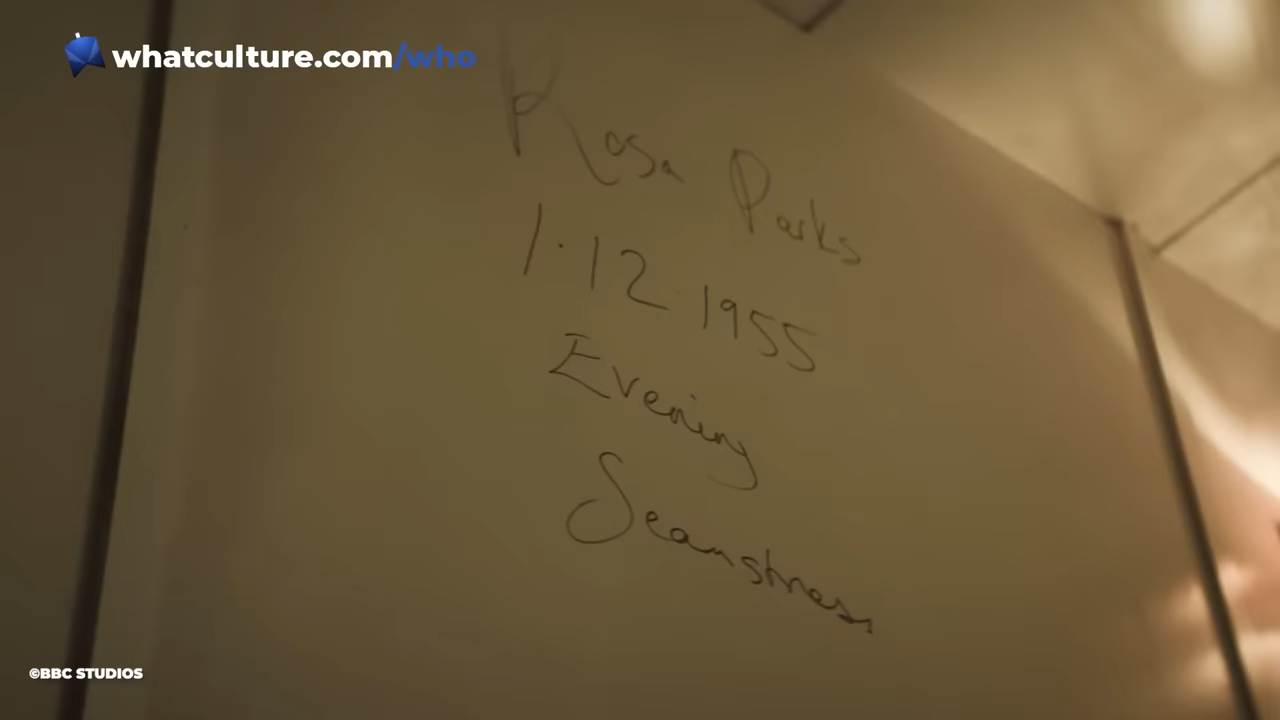 whatculture.com/who
Rosa Parks
1.12 1955
Evening
Seamstress
©BBC STUDIOS